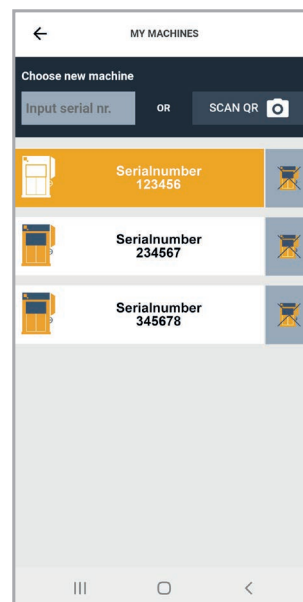 MY MACHINES
Choose new machine
Input serial nr.
OR
SCAN QR
Serialnumber
123456
Serialnumber
234567
Serialnumber
345678